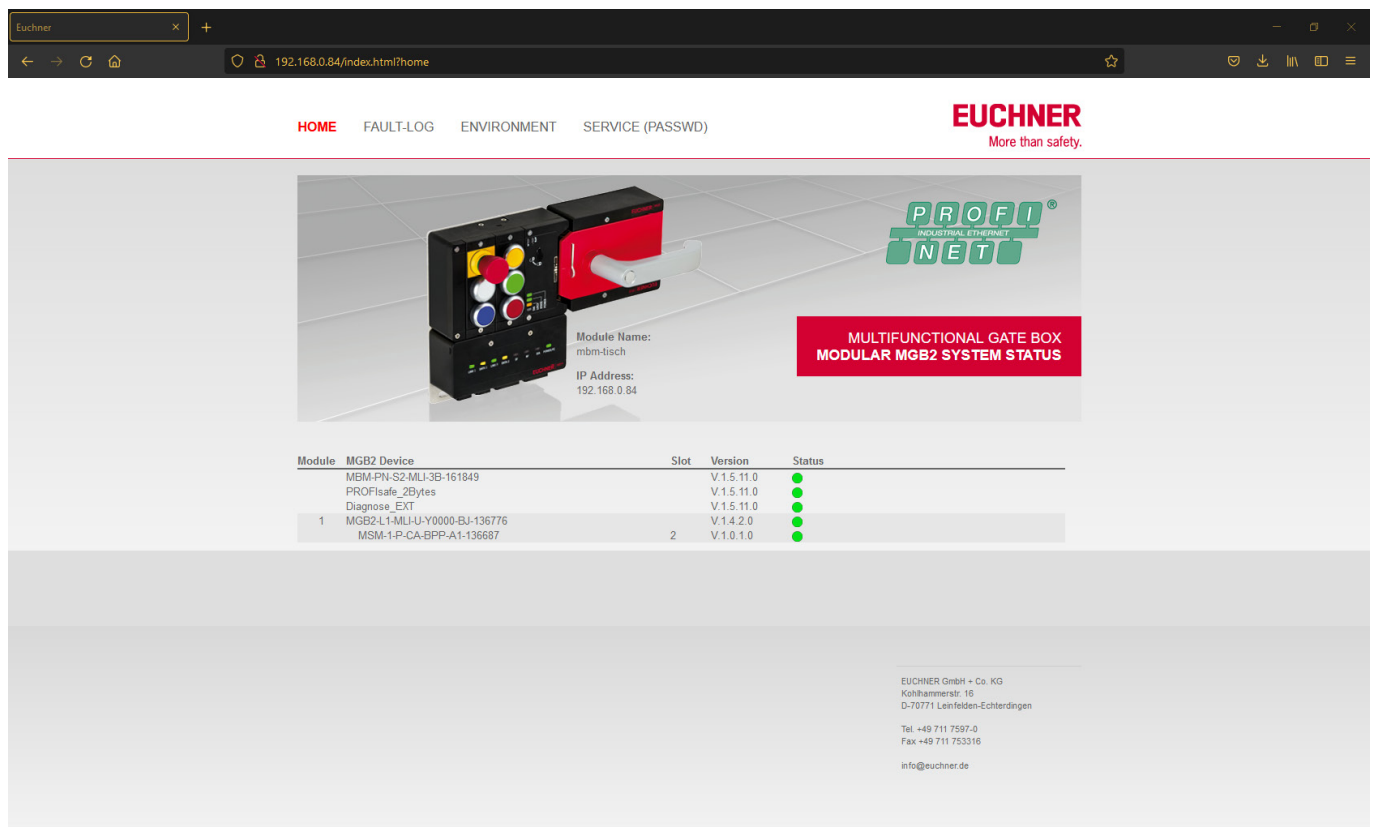 Euchner
192.168.0.84/index.html?home
HOME FAULT-LOG ENVIRONMENT SERVICE (PASSWD)
EUCHNER
More than safety.
PROFI®
INDUSTRIAL ETHERNET
NET
Module Name:
mbm-tisch
IP Address:
192.168.0.84
MULTIFUNCTIONAL GATE BOX
MODULAR MGB2 SYSTEM STATUS
Module MGB2 Device Slot Version Status
MBM-PN-S2-MLI-3B-161849 V.1.5.11.0
PROFIsafe_2Bytes V.1.5.11.0
Diagnose_EXT V.1.5.11.0
1 MGB2-L1-MLI-U-Y0000-BJ-136776 V.1.4.2.0
MSM-1-P-CA-BPP-A1-136687 2 V.1.0.1.0
EUCHNER GmbH + Co. KG
Kohlhammerstr. 16
D-70771 Leinfelden-Echterdingen
Tel. +49 711 7597-0
Fax +49 711 753316
info@euchner.de